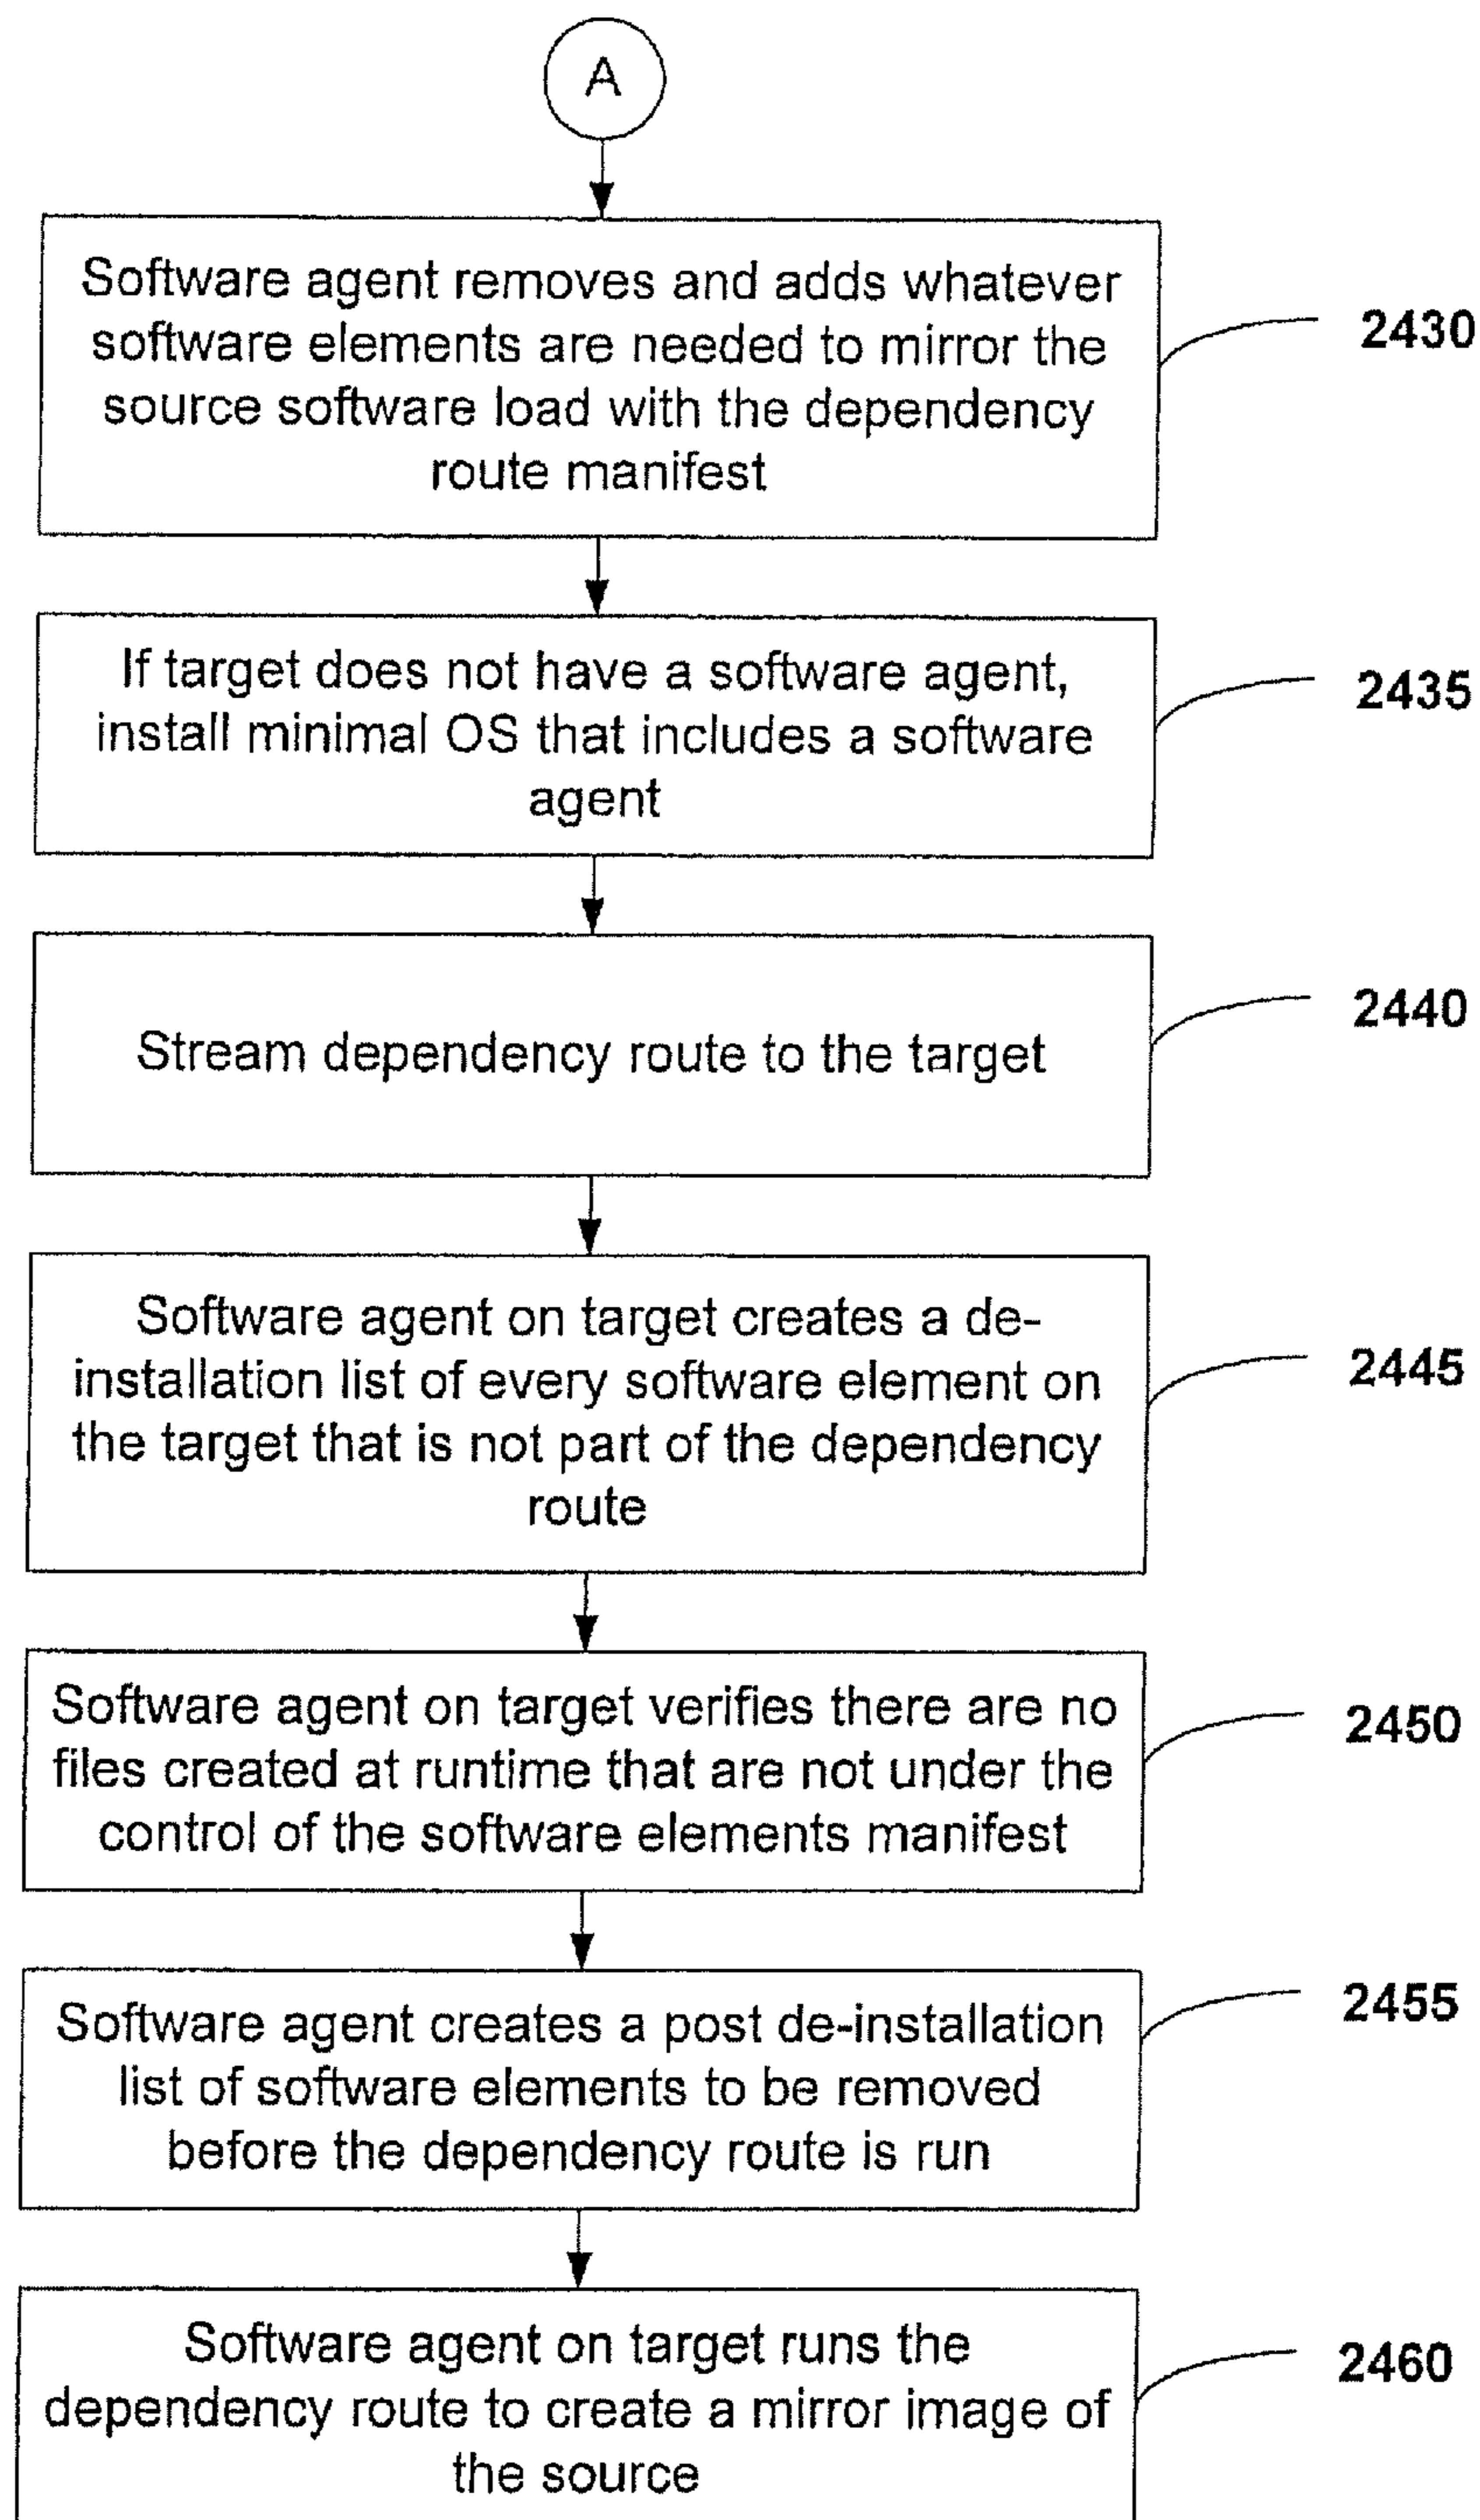 A
Software agent removes and adds whatever
software elements are needed to mirror the
source software load with the dependency
route manifest
2430
If target does not have a software agent,
install minimal OS that includes a software
agent
2435
Stream dependency route to the target
2440
Software agent on target creates a de-
installation list of every software element on
the target that is not part of the dependency
route
2445
Software agent on target verifies there are no
files created at runtime that are not under the
control of the software elements manifest
2450
Software agent creates a post de-installation
list of software elements to be removed
before the dependency route is run
2455
Software agent on target runs the
dependency route to create a mirror image of
the source
2460